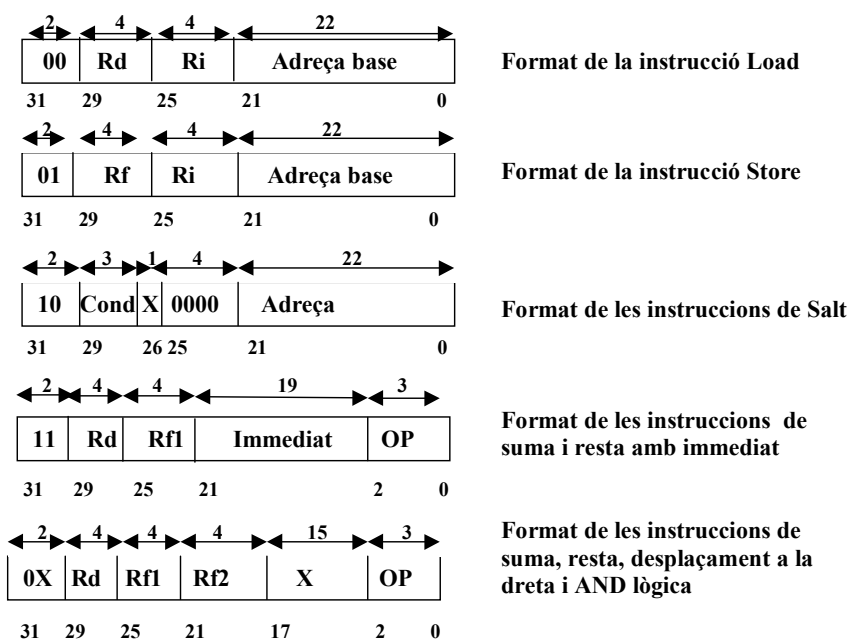 2 4 4 22
00 Rd Ri Adreça base Format de la instrucció Load
31 29 25 21 0
2 4 4 22
01 Rf Ri Adreça base Format de la instrucció Store
31 29 25 21 0
2 3 1 4 22
10 Cond X 0000 Adreça Format de les instruccions de Salt
31 29 26 25 21 0
2 4 4 19 3
11 Rd Rf1 Immediat OP Format de les instruccions de
suma i resta amb immediat
31 29 25 21 2 0
2 4 4 4 15 3
0X Rd Rf1 Rf2 X OP Format de les instruccions de
suma, resta, desplaçament a la
dreta i AND lògica
31 29 25 21 17 2 0